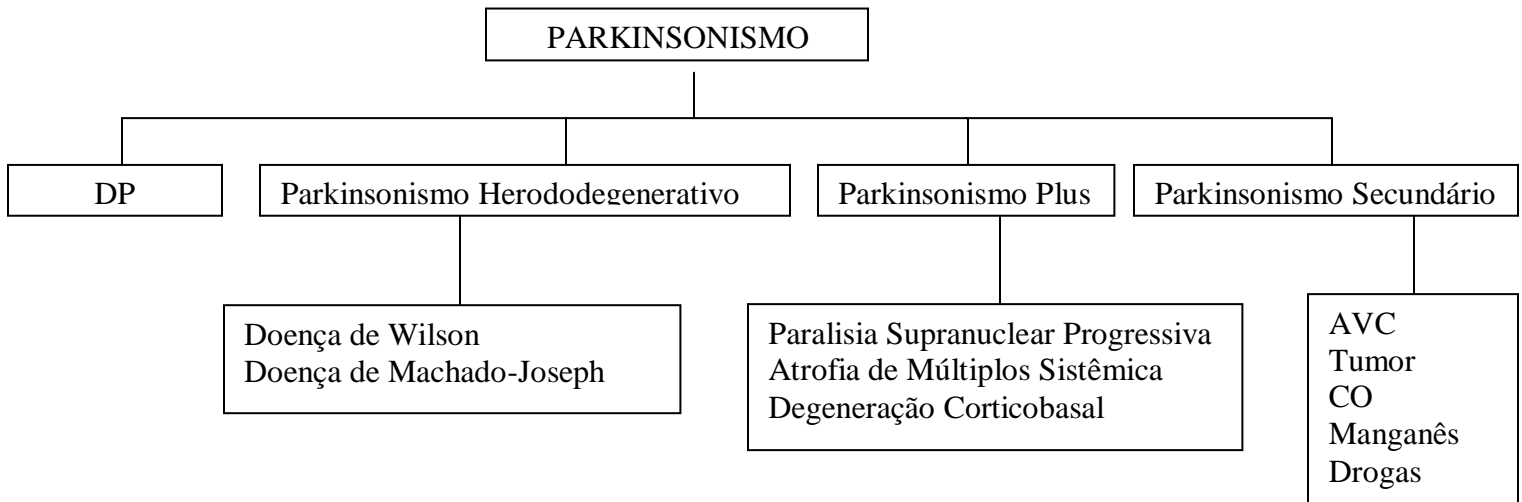 PARKINSONISMO
DP
Parkinsonismo Herododegenerativo
Parkinsonismo Plus
Parkinsonismo Secundário
Doença de Wilson
Doença de Machado-Joseph
Paralisia Supranuclear Progressiva
Atrofia de Múltiplos Sistêmica
Degeneração Corticobasal
AVC
Tumor
CO
Manganês
Drogas